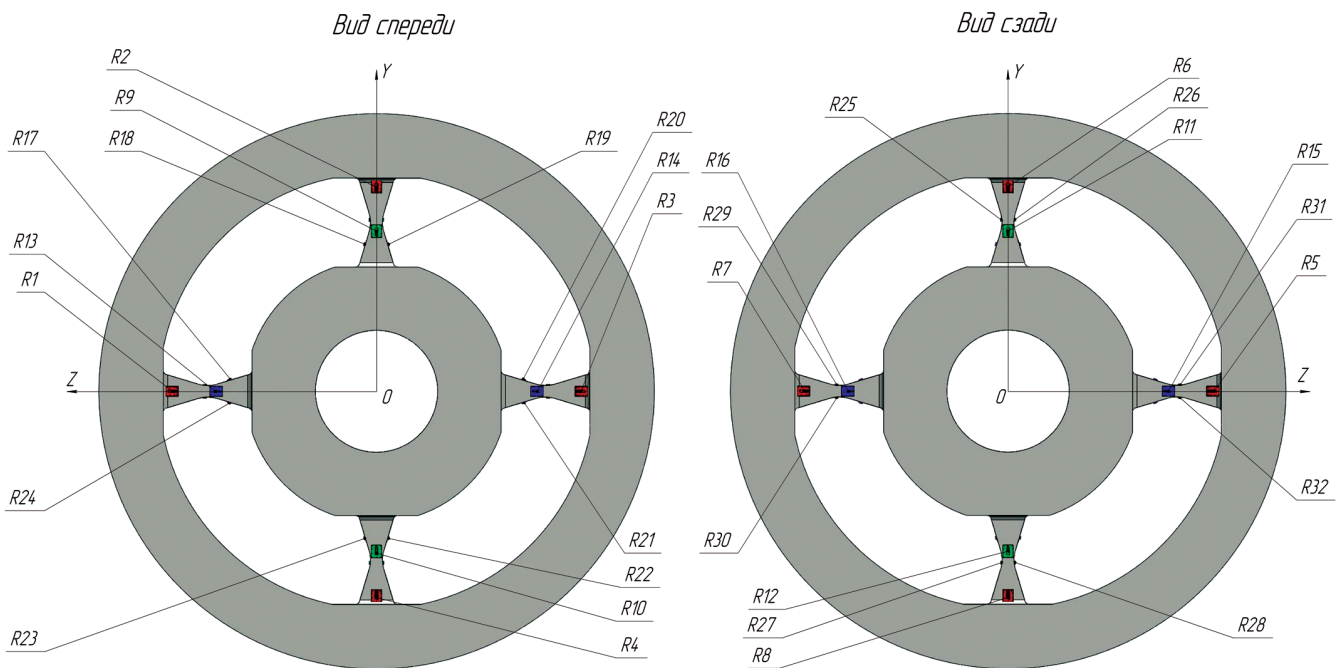 Вид спереди
R2
Y
R9
R18
R19
R20
R17
R14
R3
R13
R1
Z
O
R24
R21
R22
R10
R23
R4
Вид сзади
Y
R6
R25
R26
R11
R16
R15
R29
R31
R7
R5
Z
O
R32
R30
R12
R27
R28
R8